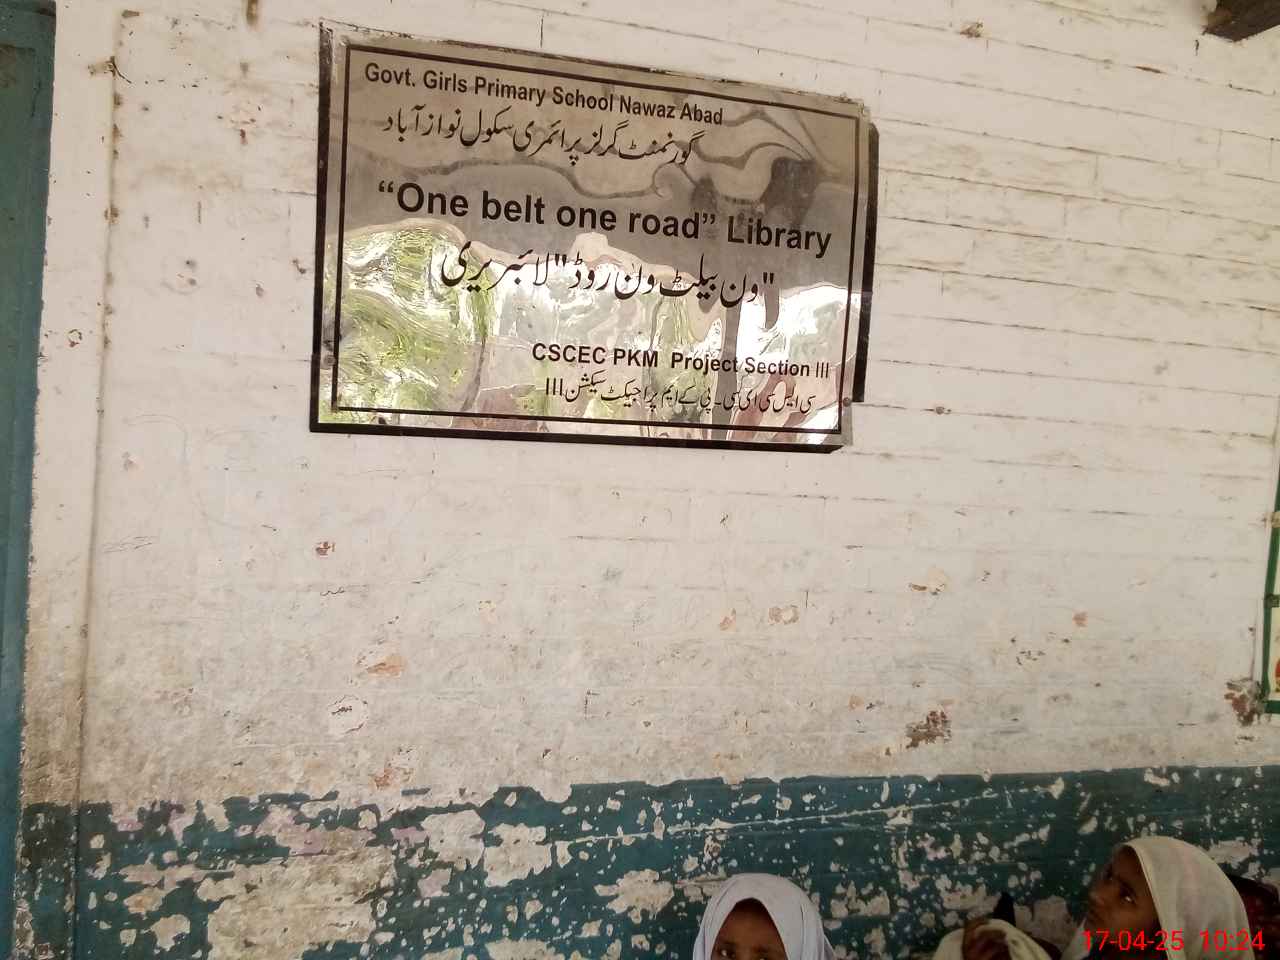 Govt. Girls Primary School Nawaz Abad
گورنمنٹ گرلز پرائمری سکول نواز آباد
“One belt one road” Library
"ون بیلٹ ون روڈ" لائبریری
CSCEC PKM Project Section III
سی ایس سی ای سی۔ پی کے ایم پراجیکٹ سیکشن III
17-04-25 10:24